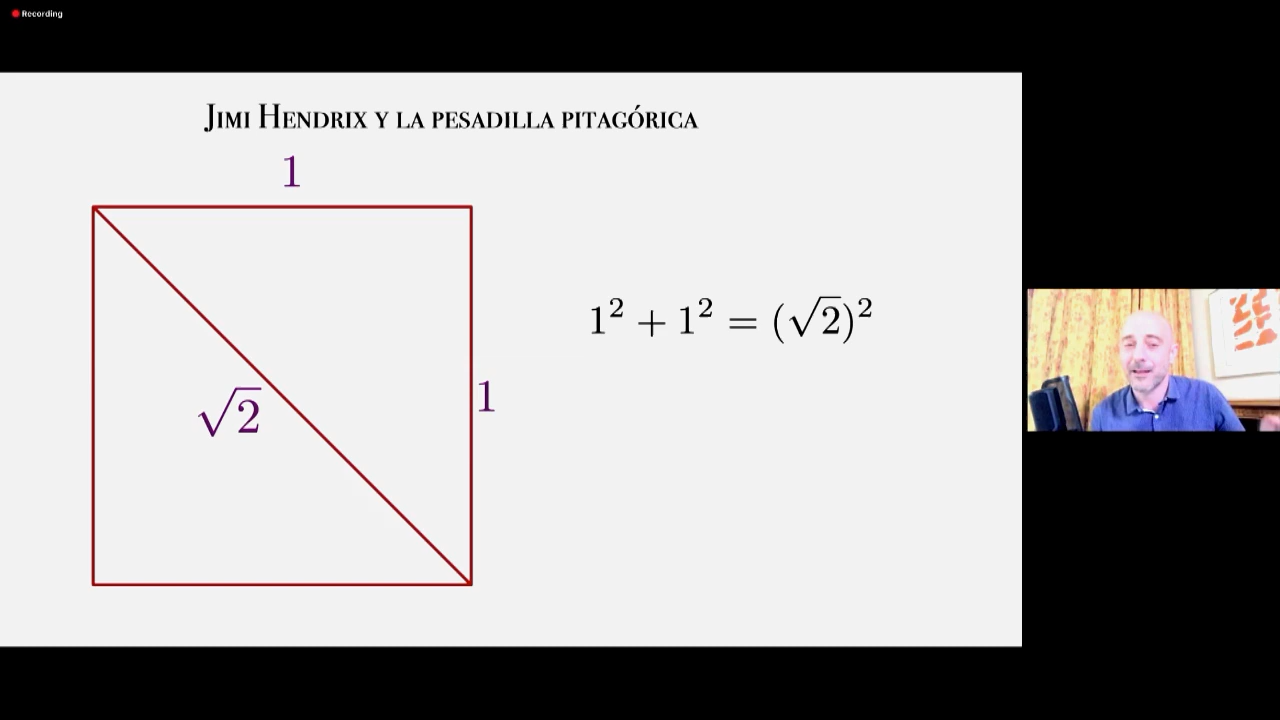 Recording
Jimi Hendrix y la pesadilla pitagórica
1
√2
1
1² + 1² = (√2)²